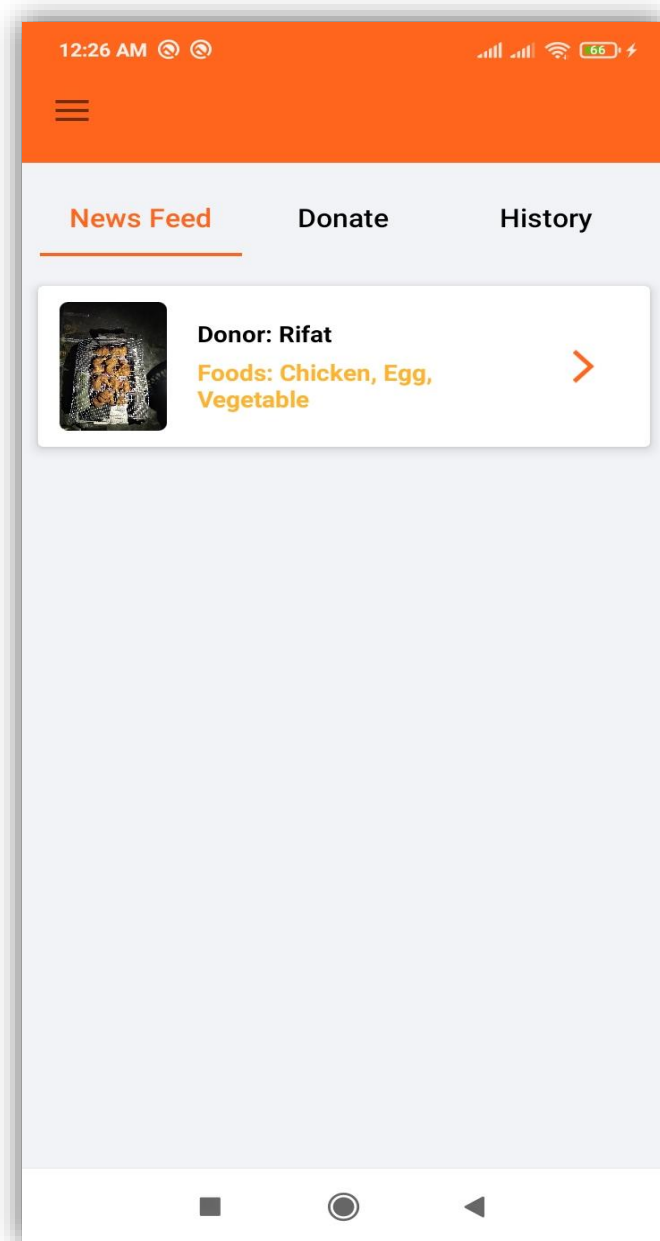 12:26 AM
66
News Feed
Donate
History
Donor: Rifat
Foods: Chicken, Egg,
Vegetable